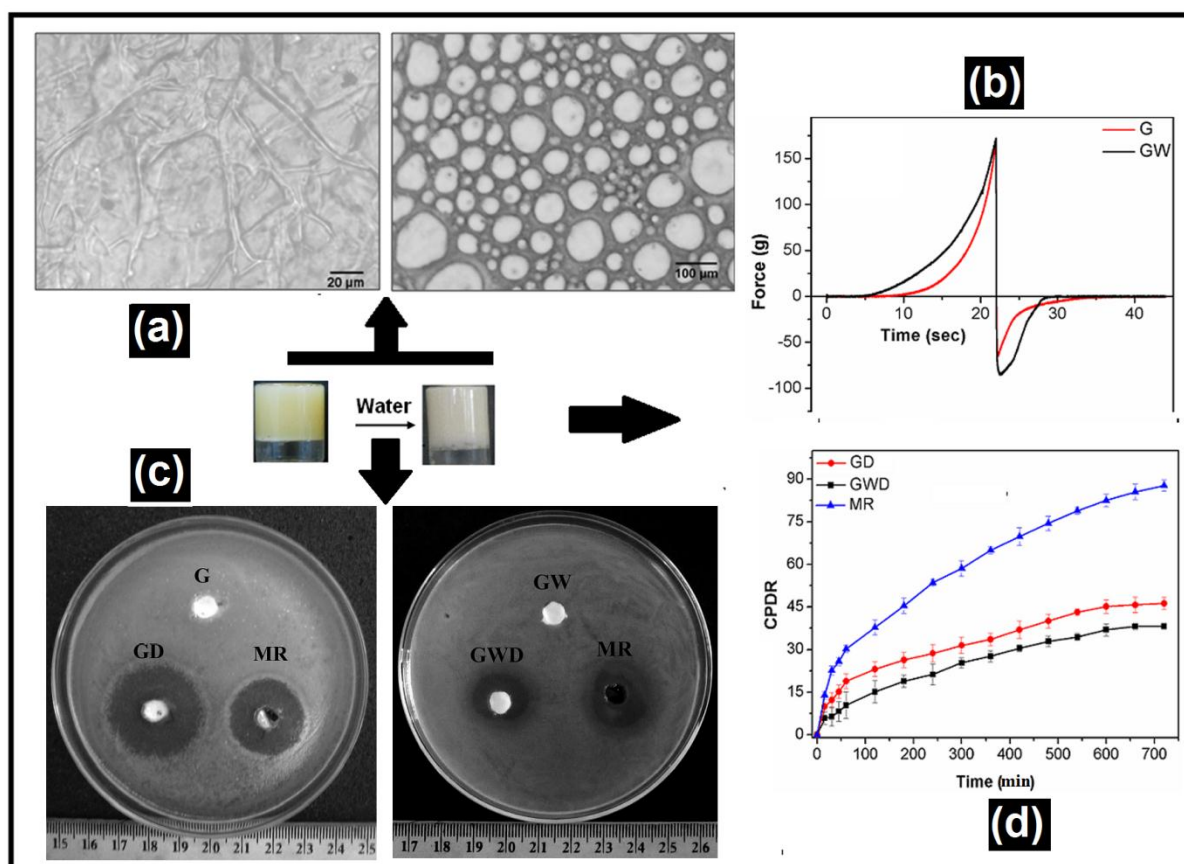 20 μm
100 μm
(a)
Water
(b)
G
GW
Force (g)
150
100
50
0
-50
-100
0
20
40
Time (sec)
(c)
G
GD
MR
15 16 17 18 19 20 21 22 23 24 25
GW
GWD
MR
17 18 19 20 21 22 23 24 25 26
GD
GWD
MR
CPDR
90
75
60
45
30
15
0
0 100 200 300 400 500 600 700
Time (min)
(d)